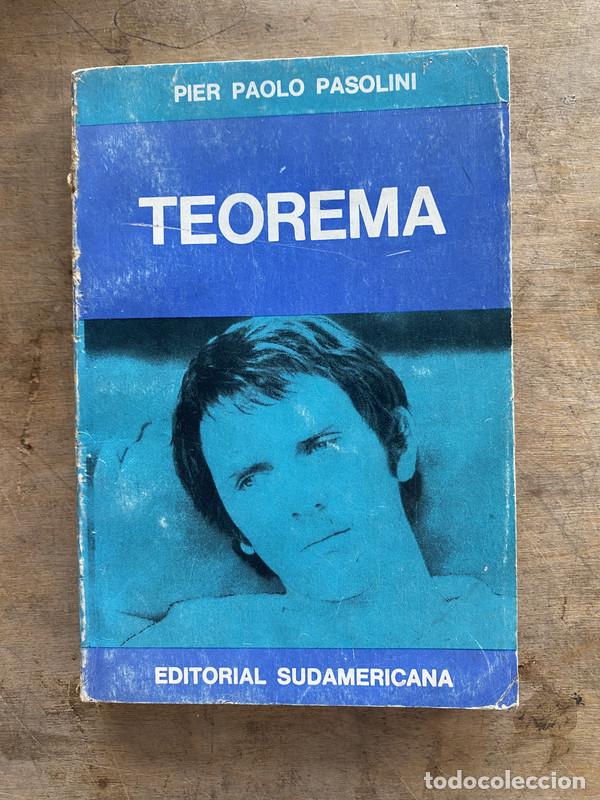 PIER PAOLO PASOLINI
TEOREMA
EDITORIAL SUDAMERICANA
todocoleccion